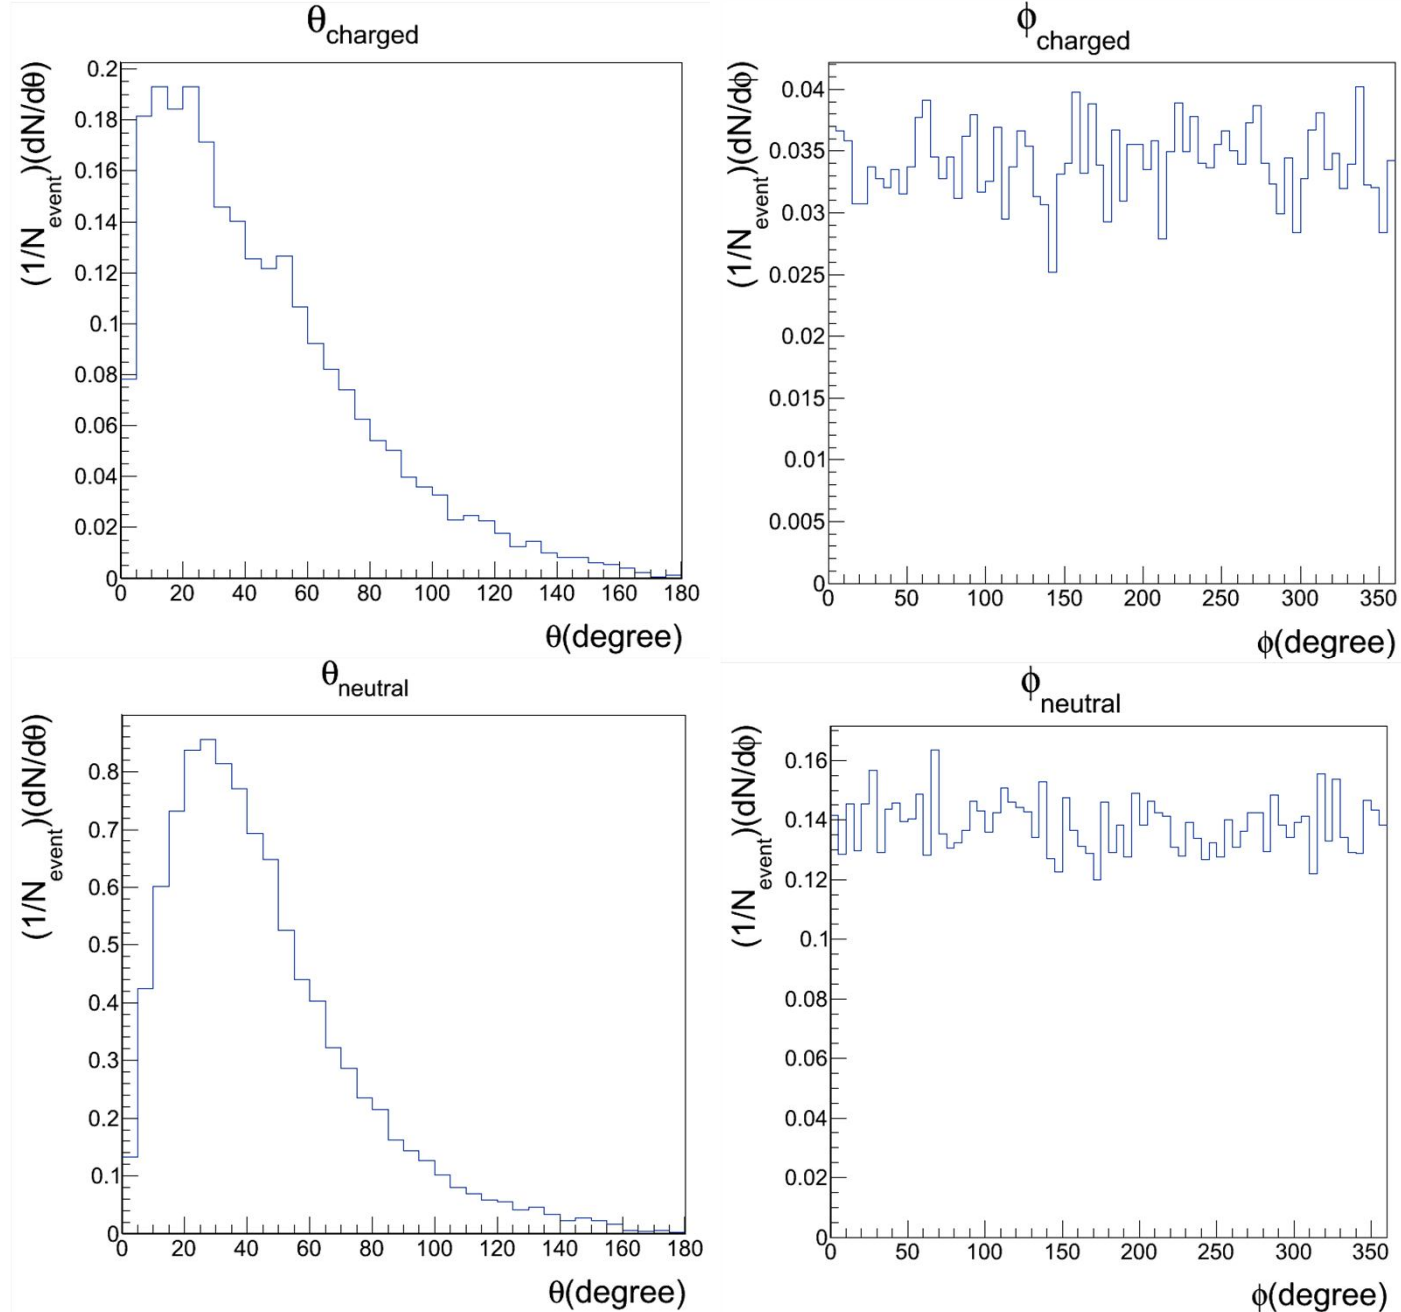 θcharged
(1/Nevent)(dN/dθ)
0.2
0.18
0.16
0.14
0.12
0.1
0.08
0.06
0.04
0.02
0
0 20 40 60 80 100 120 140 160 180
θ(degree)
ϕcharged
(1/Nevent)(dN/dϕ)
0.04
0.035
0.03
0.025
0.02
0.015
0.01
0.005
0
0 50 100 150 200 250 300 350
ϕ(degree)
θneutral
(1/Nevent)(dN/dθ)
0.8
0.7
0.6
0.5
0.4
0.3
0.2
0.1
0
0 20 40 60 80 100 120 140 160 180
θ(degree)
ϕneutral
(1/Nevent)(dN/dϕ)
0.16
0.14
0.12
0.1
0.08
0.06
0.04
0.02
0
0 50 100 150 200 250 300 350
ϕ(degree)